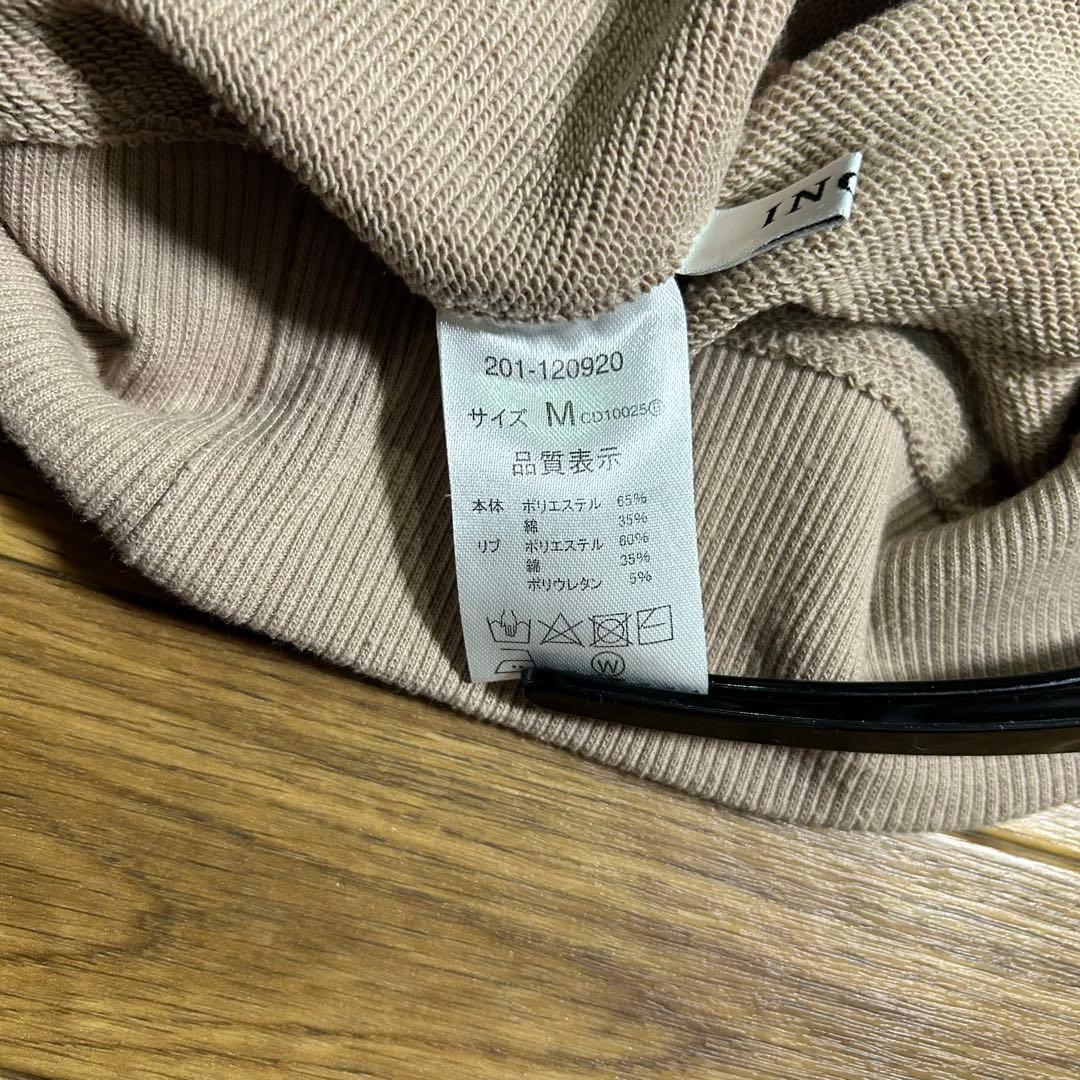 IN
201-120920
サイズ M CD10025
品質表示
本体 ポリエステル 65%
綿 35%
リブ ポリエステル 60%
綿 35%
ポリウレタン 5%
W